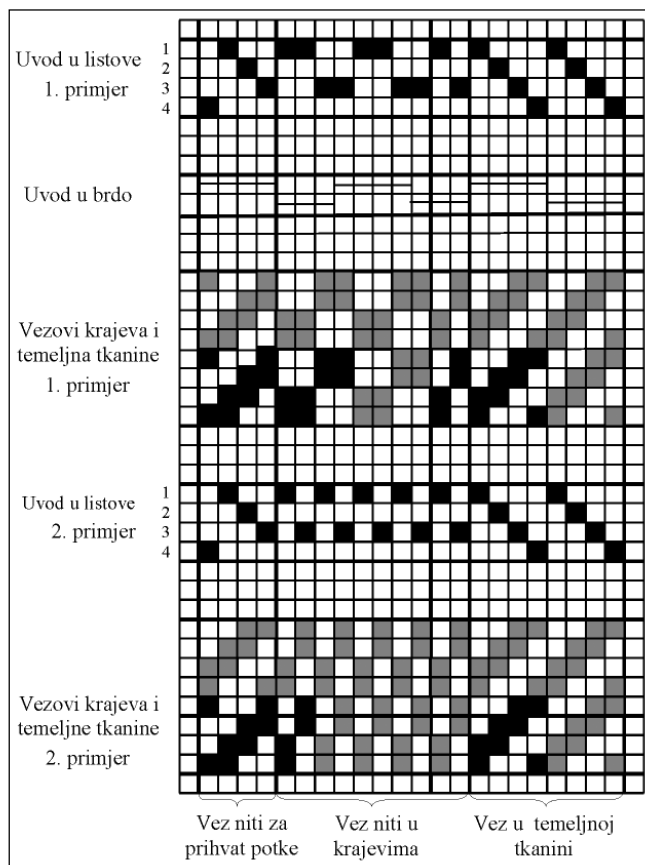 Uvod u listove
1. primjer
1
2
3
4
Uvod u brdo
Vezovi krajeva i
temeljna tkanine
1. primjer
Uvod u listove
2. primjer
1
2
3
4
Vezovi krajeva i
temeljne tkanine
2. primjer
Vez niti za
prihvat potke
Vez niti u
krajevima
Vez u temeljnoj
tkanini